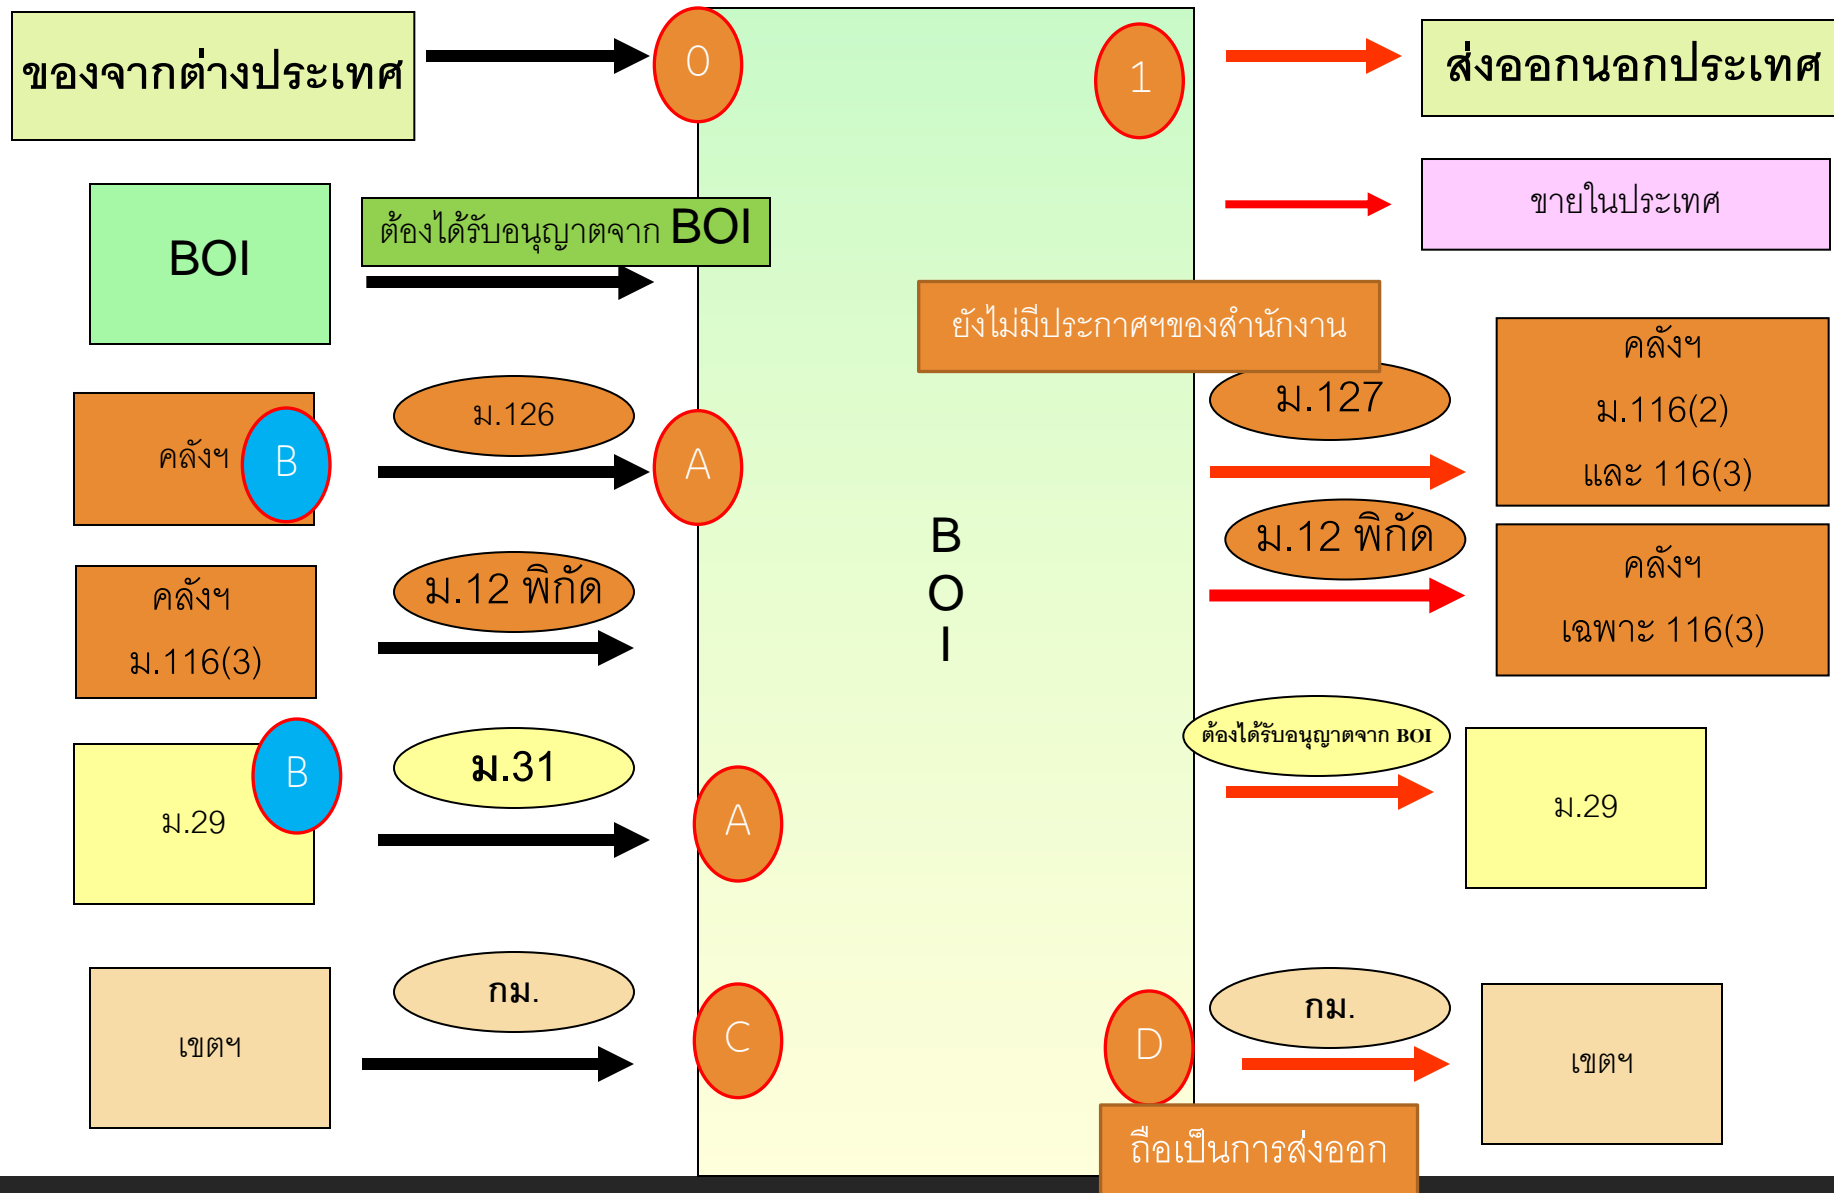 ของจากต่างประเทศ
0
1
ส่งออกนอกประเทศ
BOI
ต้องได้รับอนุญาตจาก BOI
ขายในประเทศ
ยังไม่มีประกาศฯของสำนักงาน
คลังฯ
B
ม.126
A
ม.127
คลังฯ
ม.116(2)
และ 116(3)
B
O
I
คลังฯ
ม.116(3)
ม.12 พิกัด
ม.12 พิกัด
คลังฯ
เฉพาะ 116(3)
ม.29
B
ม.31
A
ต้องได้รับอนุญาตจาก BOI
ม.29
เขตฯ
กม.
C
D
กม.
เขตฯ
ถือเป็นการส่งออก